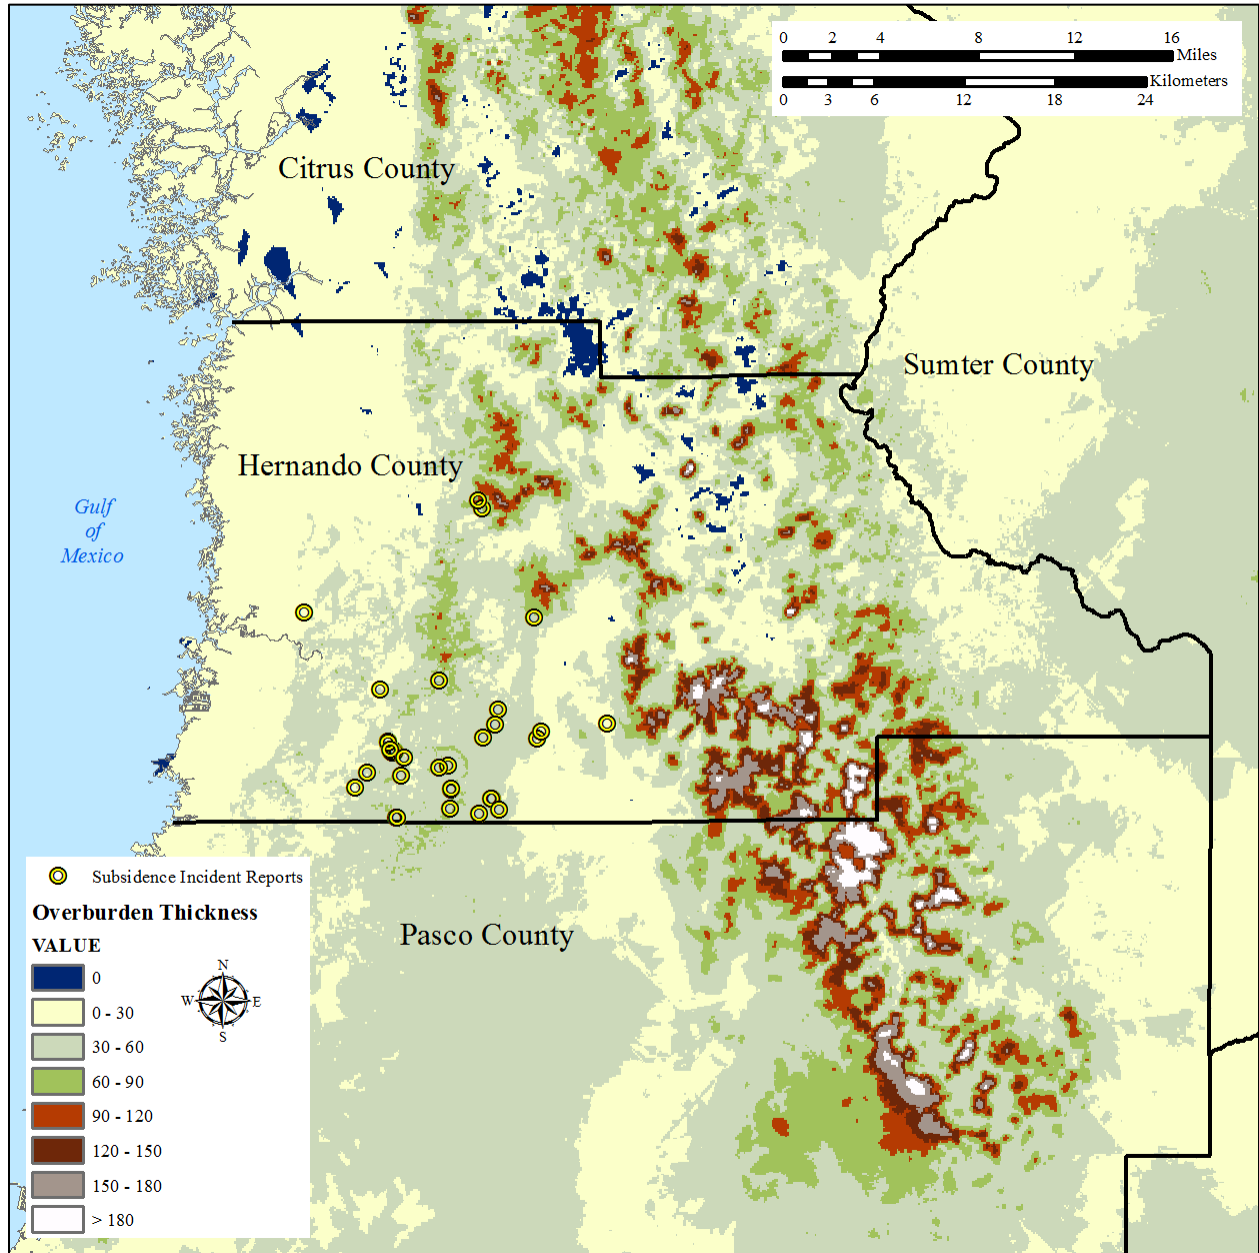 0 2 4 8 12 16
Miles
Kilometers
0 3 6 12 18 24
Citrus County
Sumter County
Hernando County
Gulf
of
Mexico
Pasco County
Subsidence Incident Reports
Overburden Thickness
VALUE
0
0 - 30
30 - 60
60 - 90
90 - 120
120 - 150
150 - 180
> 180
N
W E
S